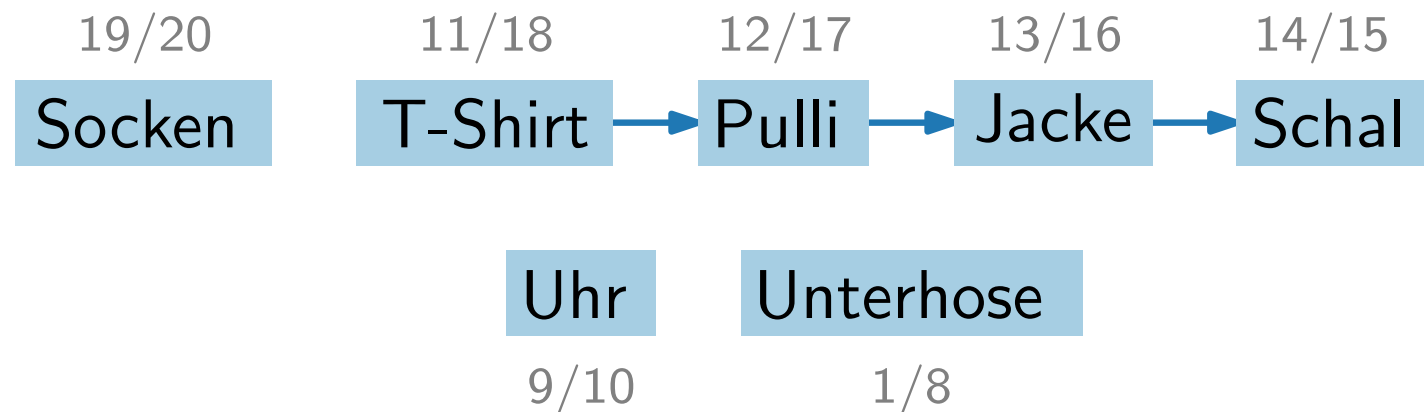 19/20 11/18 12/17 13/16 14/15
Socken T-Shirt Pulli Jacke Schal
Uhr Unterhose
9/10 1/8